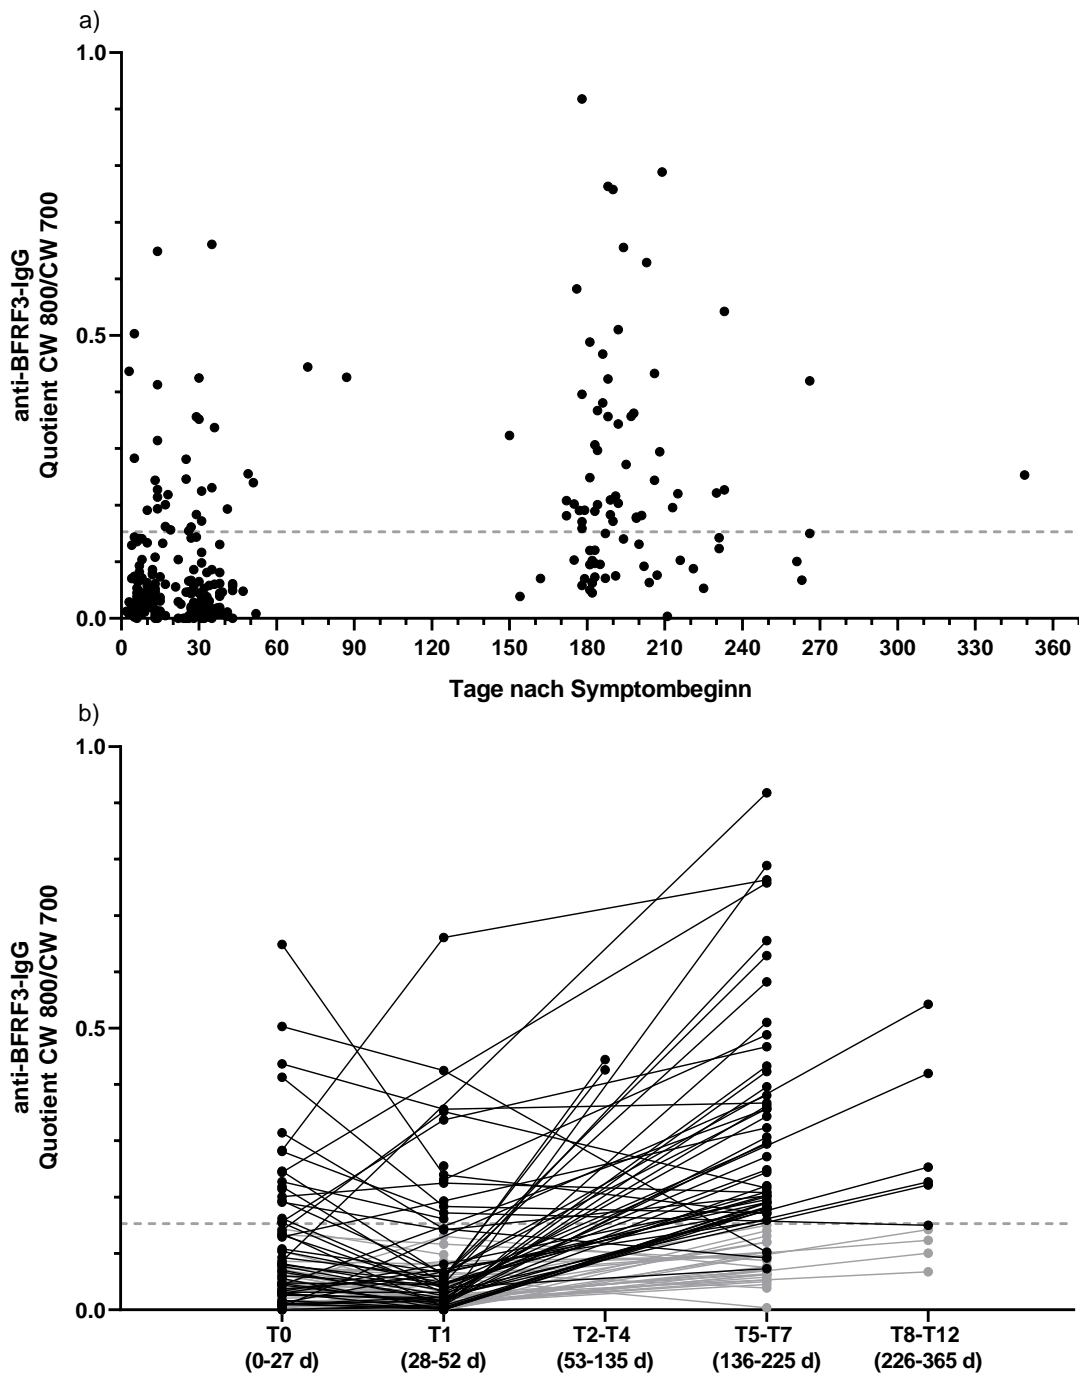 a)
1.0
0.5
0.0
anti-BFRF3-IgG
Quotient CW 800/CW 700
0 30 60 90 120 150 180 210 240 270 300 330 360
Tage nach Symptombeginn
b)
1.0
0.5
0.0
anti-BFRF3-IgG
Quotient CW 800/CW 700
T0 T1 T2-T4 T5-T7 T8-T12
(0-27 d) (28-52 d) (53-135 d) (136-225 d) (226-365 d)